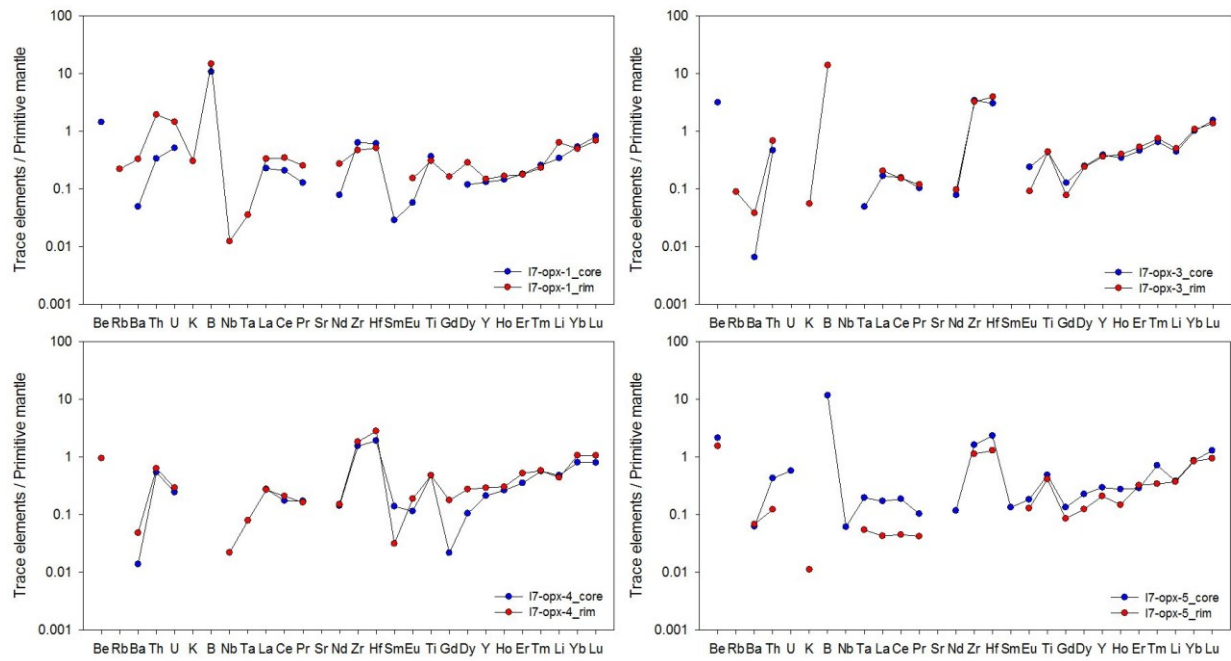 100
10
1
0.1
0.01
0.001
Trace elements / Primitive mantle
I7-opx-1_core
I7-opx-1_rim
Be Rb Ba Th U K B Nb Ta La Ce Pr Sr Nd Zr Hf Sm Eu Ti Gd Dy Y Ho Er Tm Li Yb Lu
100
10
1
0.1
0.01
0.001
Trace elements / Primitive mantle
I7-opx-3_core
I7-opx-3_rim
Be Rb Ba Th U K B Nb Ta La Ce Pr Sr Nd Zr Hf Sm Eu Ti Gd Dy Y Ho Er Tm Li Yb Lu
100
10
1
0.1
0.01
0.001
Trace elements / Primitive mantle
I7-opx-4_core
I7-opx-4_rim
Be Rb Ba Th U K B Nb Ta La Ce Pr Sr Nd Zr Hf Sm Eu Ti Gd Dy Y Ho Er Tm Li Yb Lu
100
10
1
0.1
0.01
0.001
Trace elements / Primitive mantle
I7-opx-5_core
I7-opx-5_rim
Be Rb Ba Th U K B Nb Ta La Ce Pr Sr Nd Zr Hf Sm Eu Ti Gd Dy Y Ho Er Tm Li Yb Lu